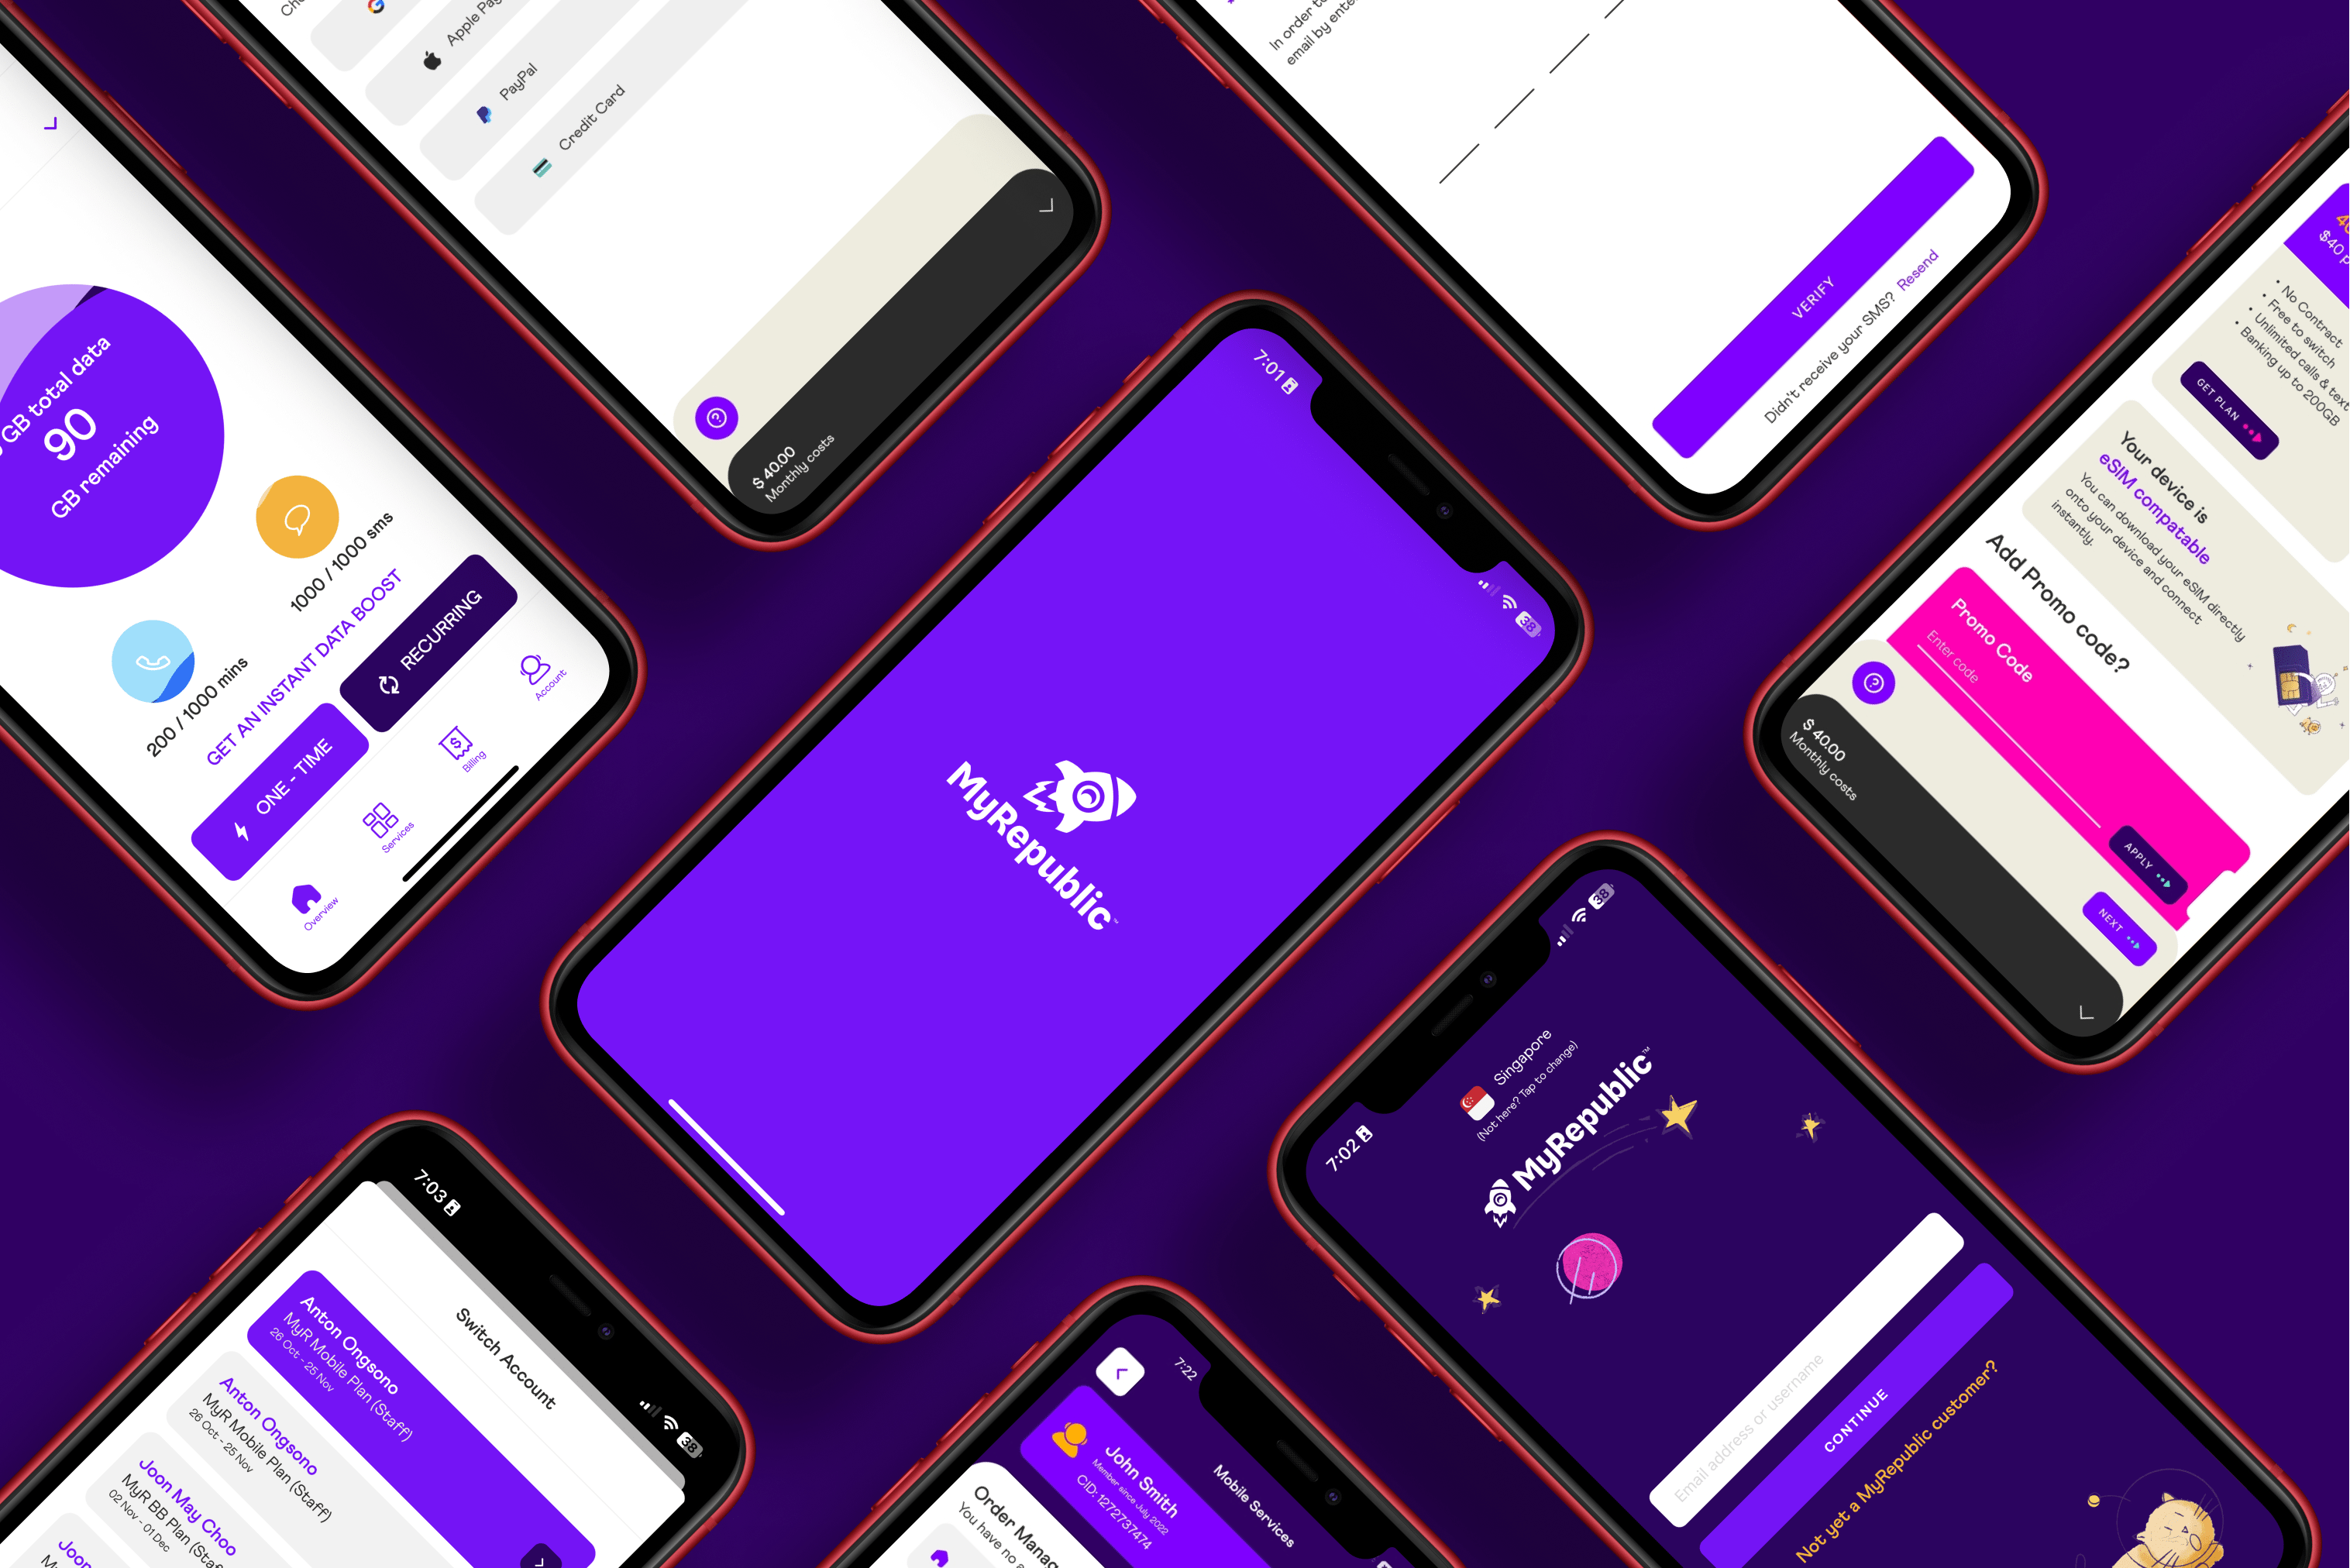 GB total data
90
GB remaining
1000 / 1000 sms
200 / 1000 mins
GET AN INSTANT DATA BOOST
ONE - TIME
RECURRING
Overview
Services
Billing
Account
Apple Pay
PayPal
Credit Card
$ 40.00
Monthly costs
In order to
email by ente
VERIFY
Didn't receive your SMS? Resend
$40 p
• No Contract
• Free to switch
• Unlimited calls & text
• Banking up to 200GB
GET PLAN
Your device is
eSIM compatable
You can download your eSIM directly
onto your device and connect
instantly.
Add Promo code?
Promo Code
Enter code
APPLY
NEXT
$ 40.00
Monthly costs
7:01
38
MyRepublic
7:03
38
Switch Account
Anton Ongsono
MyR Mobile Plan (Staff)
26 Oct - 25 Nov
Anton Ongsono
MyR Mobile Plan (Staff)
26 Oct - 25 Nov
Joon May Choo
MyR BB Plan (Staf
02 Nov - 01 Dec
Joon
7:22
Mobile Services
John Smith
Member since July 2022
CID: 127273747­4
Order Manag
You have no a
7:02
38
Singapore
(Not here? Tap to change)
MyRepublic™
Email address or username
CONTINUE
Not yet a MyRepublic customer?